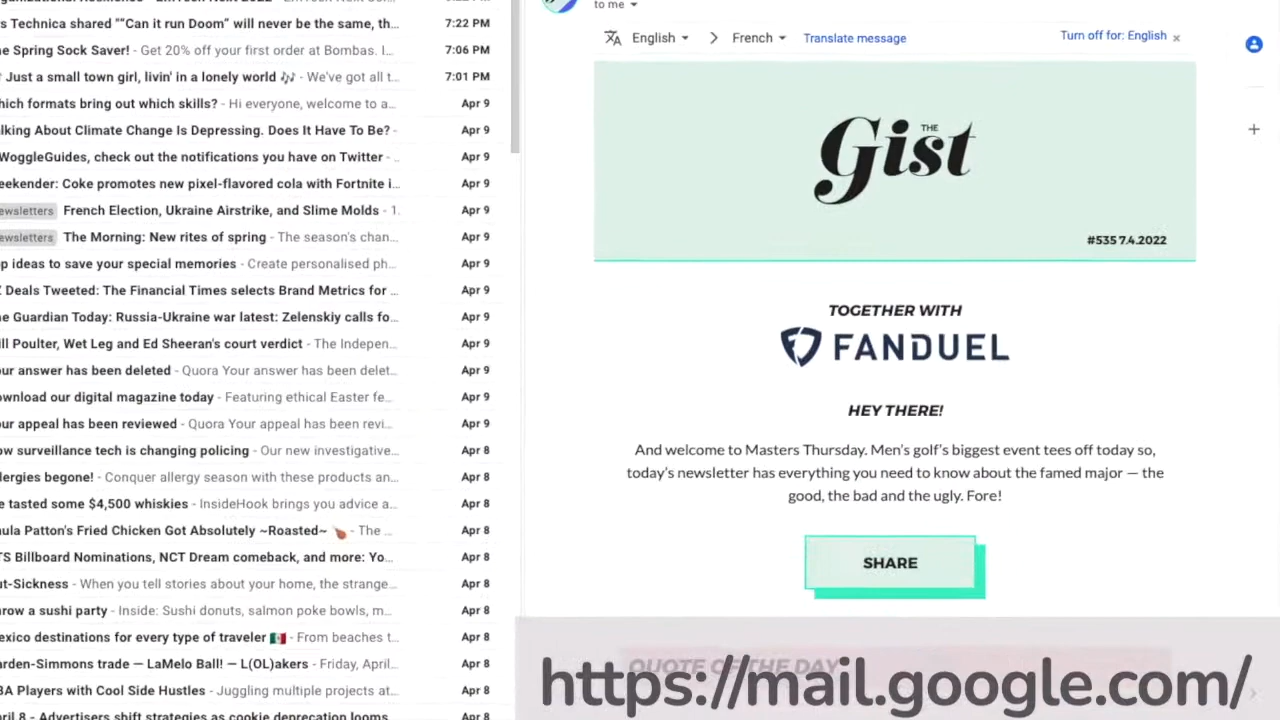 s Technica shared "“Can it run Doom” will never be the same, th... 7:22 PM
e Spring Sock Saver! - Get 20% off your first order at Bombas. I... 7:06 PM
Just a small town girl, livin' in a lonely world 🎶 - We've got all t... 7:01 PM
hich formats bring out which skills? - Hi everyone, welcome to a... Apr 9
lking About Climate Change Is Depressing. Does It Have To Be? - Apr 9
WoggleGuides, check out the notifications you have on Twitter - .. Apr 9
eekender: Coke promotes new pixel-flavored cola with Fortnite i... Apr 9
ewsletters French Election, Ukraine Airstrike, and Slime Molds - 1. Apr 9
ewsletters The Morning: New rites of spring - The season's chan... Apr 9
p ideas to save your special memories - Create personalised ph... Apr 9
Deals Tweeted: The Financial Times selects Brand Metrics for ... Apr 9
e Guardian Today: Russia-Ukraine war latest: Zelenskiy calls fo... Apr 9
ill Poulter, Wet Leg and Ed Sheeran's court verdict - The Indepen... Apr 9
ur answer has been deleted - Quora Your answer has been delet... Apr 9
ownload our digital magazine today - Featuring ethical Easter fe... Apr 9
ur appeal has been reviewed - Quora Your appeal has been revi... Apr 9
ow surveillance tech is changing policing - Our new investigative... Apr 8
lergies begone! - Conquer allergy season with these products an... Apr 8
e tasted some $4,500 whiskies - InsideHook brings you advice a... Apr 8
ula Patton's Fried Chicken Got Absolutely ~Roasted~ 🍗 - The ... Apr 8
TS Billboard Nominations, NCT Dream comeback, and more: Yo... Apr 8
ut-Sickness - When you tell stories about your home, the strange... Apr 8
row a sushi party - Inside: Sushi donuts, salmon poke bowls, m... Apr 8
exico destinations for every type of traveler 🇲🇽 - From beaches t... Apr 8
arden-Simmons trade — LaMelo Ball! — L(OL)akers - Friday, April... Apr 8
BA Players with Cool Side Hustles - Juggling multiple projects at... Apr 8
ril 8 - Advertisers shift strategies as cookie deprecation looms Apr 8
to me
English > French Translate message Turn off for: English ×
THE
Gist
#535 7.4.2022
TOGETHER WITH
FANDUEL
HEY THERE!
And welcome to Masters Thursday. Men’s golf’s biggest event tees off today so,
today’s newsletter has everything you need to know about the famed major — the
good, the bad and the ugly. Fore!
SHARE
QUOTE OF THE DAY
https://mail.google.com/